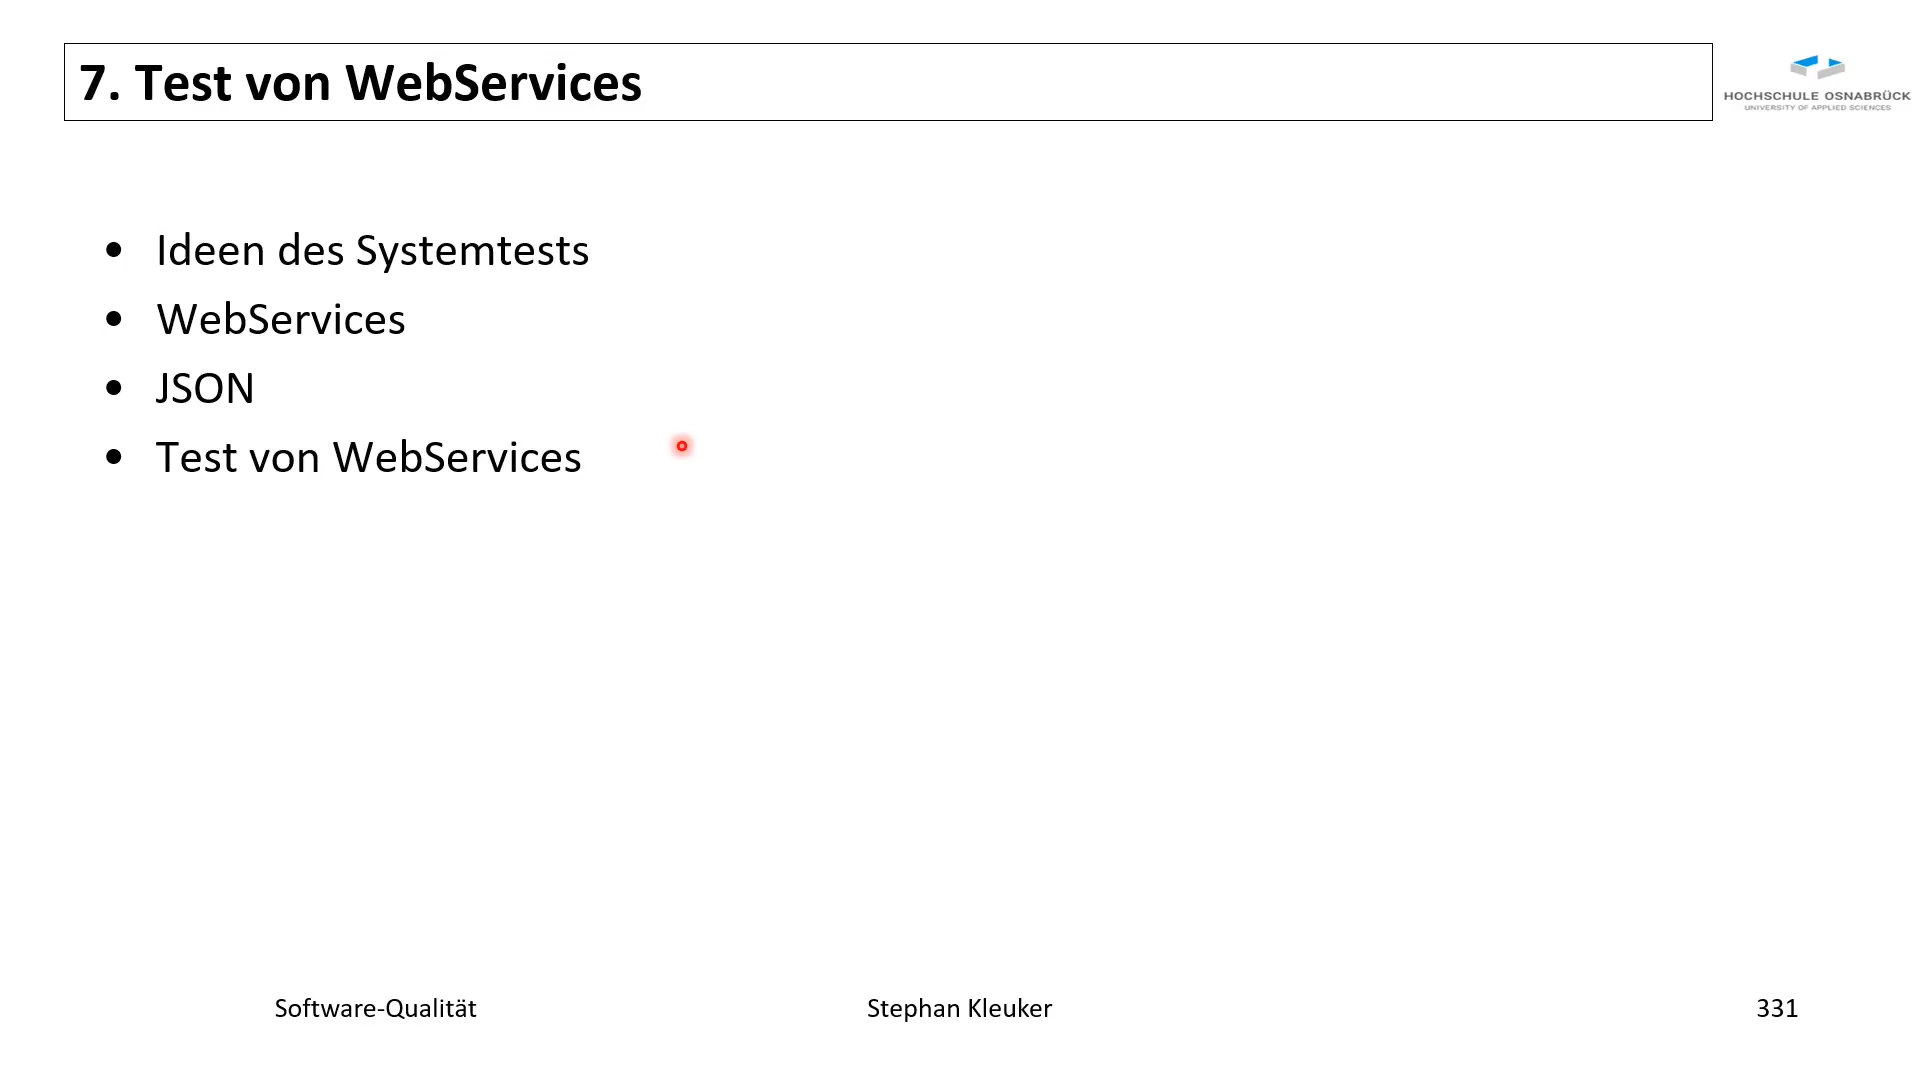 7. Test von WebServices
HOCHSCHULE OSNABRÜCK
UNIVERSITY OF APPLIED SCIENCES
• Ideen des Systemtests
• WebServices
• JSON
• Test von WebServices
Software-Qualität
Stephan Kleuker
331